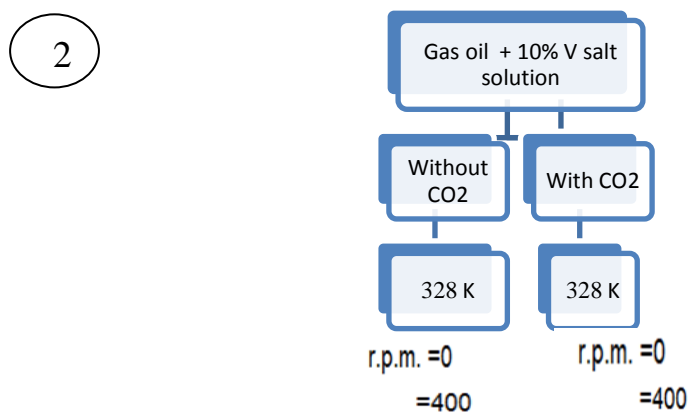 2
Gas oil + 10% V salt
solution
Without
CO2
With CO2
328 K
328 K
r.p.m. =0
=400
r.p.m. =0
=400